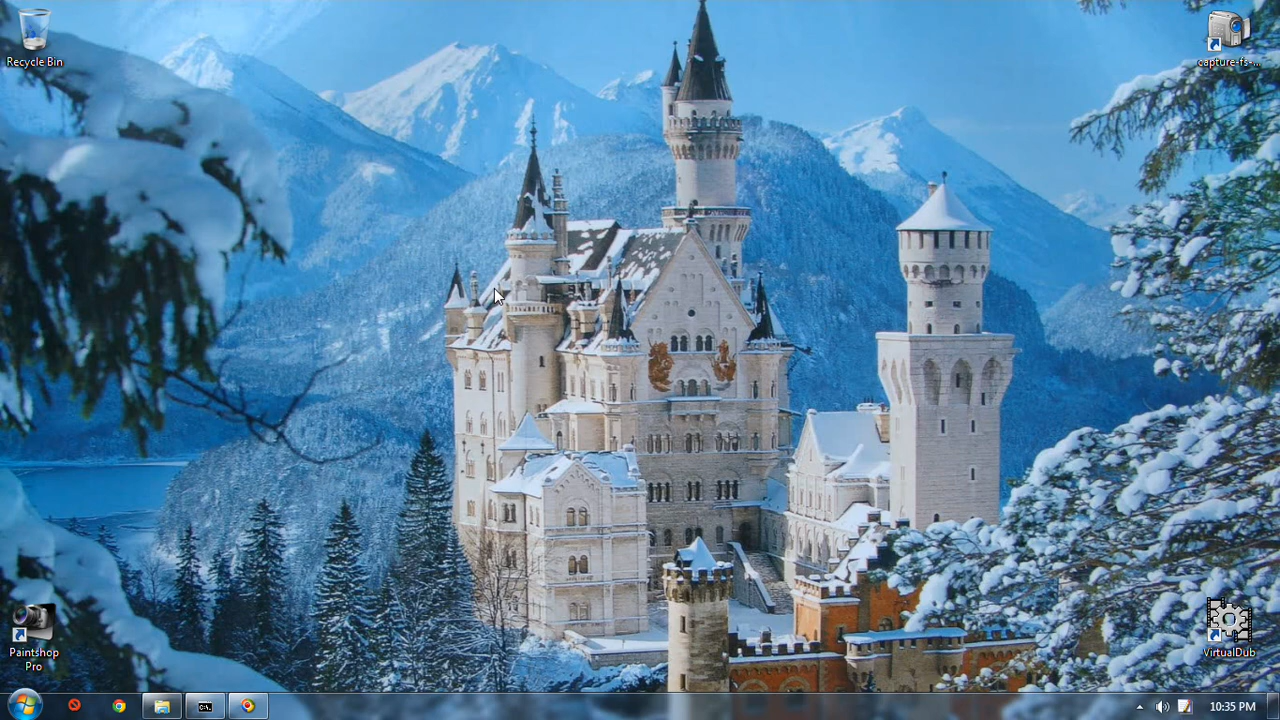 Recycle Bin
capture-fs-...
Paintshop
Pro
VirtualDub
C:\.
10:35 PM